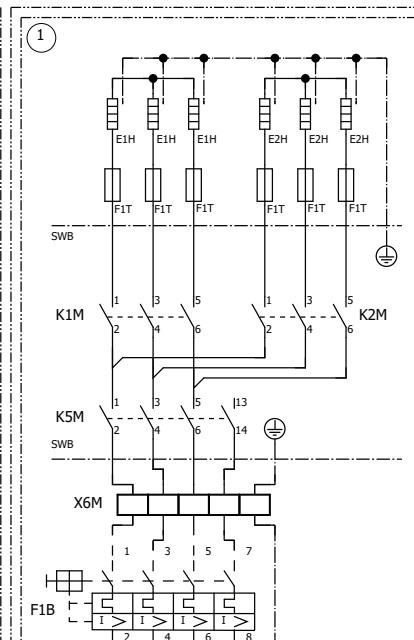 1
E1H E1H E1H E2H E2H E2H
F1T F1T F1T F1T F1T F1T
SWB
1 3 5 1 3 5
K1M K2M
2 4 6 2 4 6
1 3 5 13
K5M
2 4 6 14
SWB
X6M
1 3 5 7
F1B
I > I > I > I >
2 4 6 8